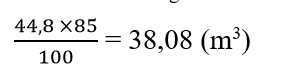 44,8 ×85
100
= 38,08 (m³)